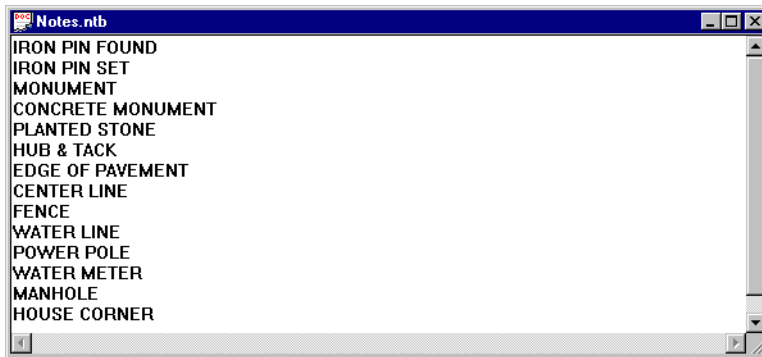 DOC
Notes.ntb
IRON PIN FOUND
IRON PIN SET
MONUMENT
CONCRETE MONUMENT
PLANTED STONE
HUB & TACK
EDGE OF PAVEMENT
CENTER LINE
FENCE
WATER LINE
POWER POLE
WATER METER
MANHOLE
HOUSE CORNER